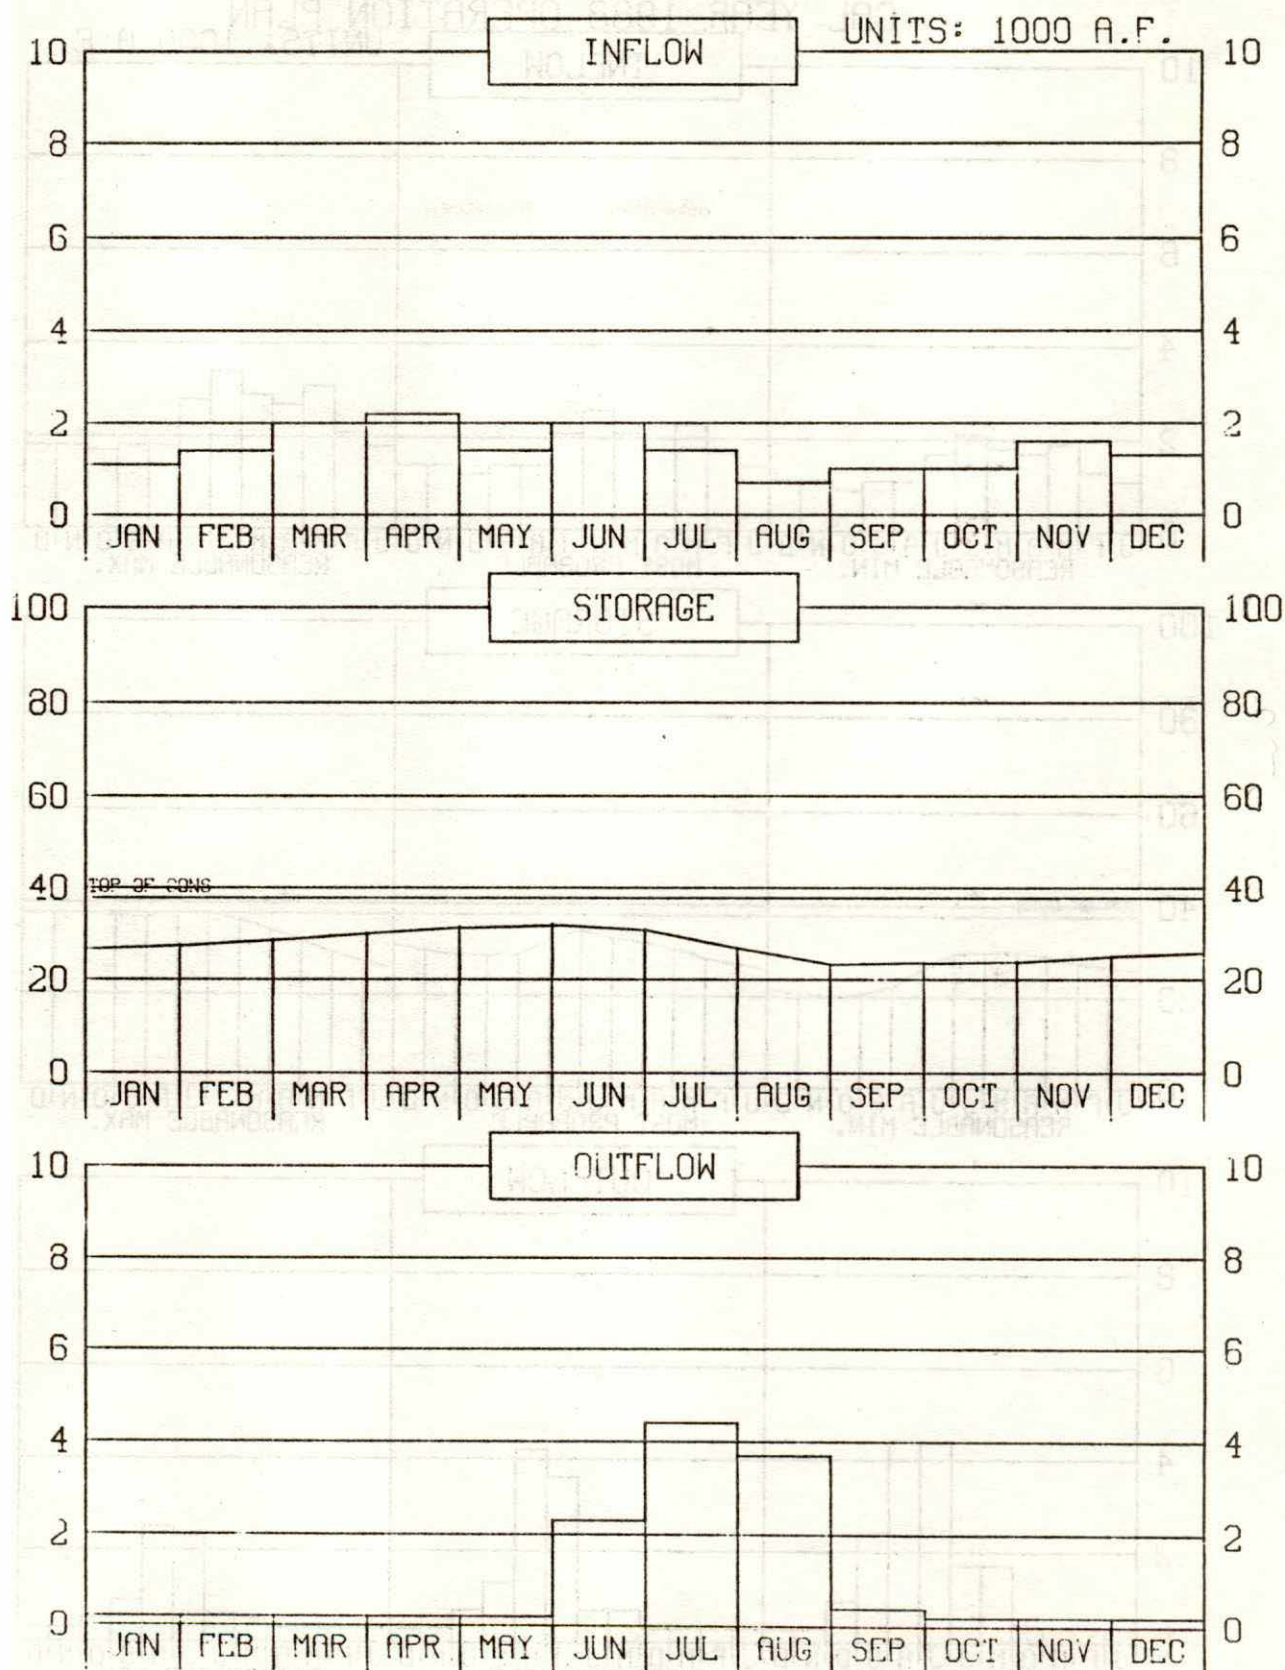 INFLOW UNITS: 1000 A.F.
10 10
8 8
6 6
4 4
2 2
0 0
JAN FEB MAR APR MAY JUN JUL AUG SEP OCT NOV DEC
STORAGE
100 100
80 80
60 60
40 TOP OF CONS 40
20 20
0 0
JAN FEB MAR APR MAY JUN JUL AUG SEP OCT NOV DEC
OUTFLOW
10 10
8 8
6 6
4 4
2 2
0 0
JAN FEB MAR APR MAY JUN JUL AUG SEP OCT NOV DEC